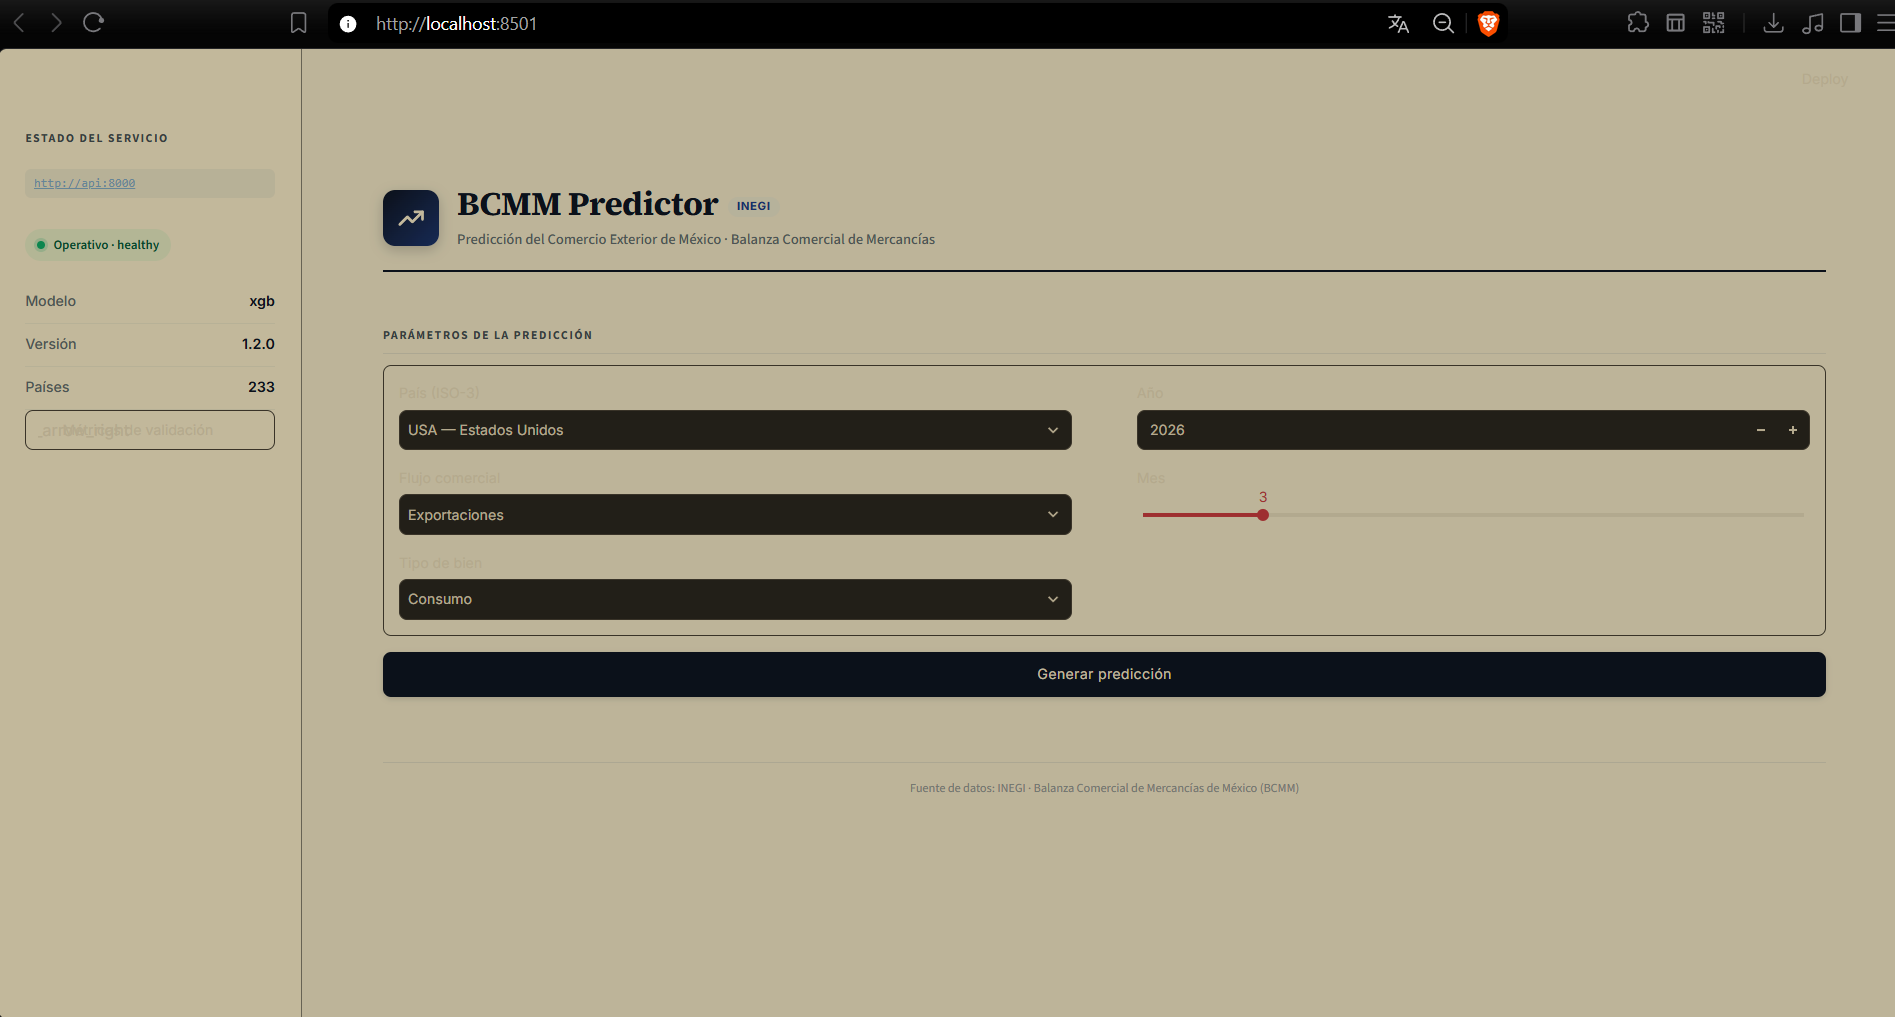 http://localhost:8501
Deploy
ESTADO DEL SERVICIO
http://api:8000
Operativo · healthy
Modelo xgb
Versión 1.2.0
Países 233
_arrow_right de validación
BCMM Predictor INEGI
Predicción del Comercio Exterior de México · Balanza Comercial de Mercancías
PARÁMETROS DE LA PREDICCIÓN
País (ISO-3)
USA — Estados Unidos
Año
2026
Flujo comercial
Exportaciones
Mes
3
Tipo de bien
Consumo
Generar predicción
Fuente de datos: INEGI · Balanza Comercial de Mercancías de México (BCMM)